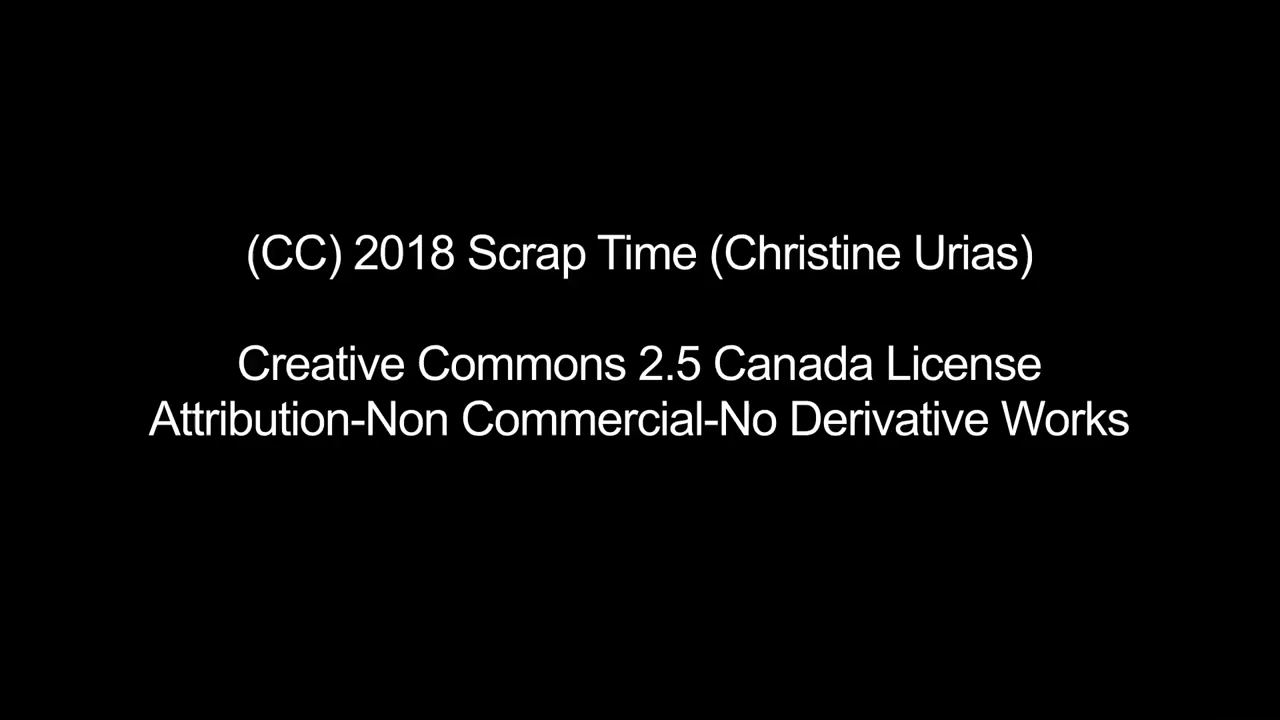 (CC) 2018 Scrap Time (Christine Urias)
Creative Commons 2.5 Canada License
Attribution-Non Commercial-No Derivative Works